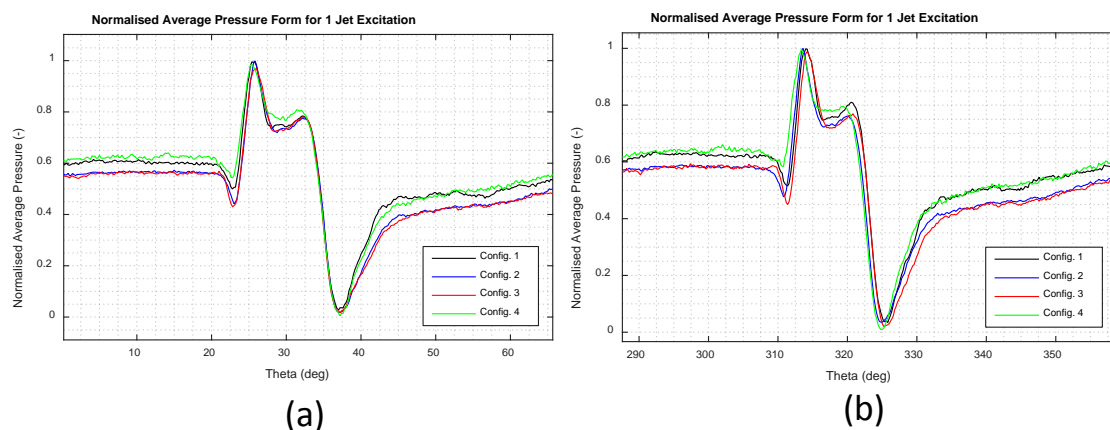 Normalised Average Pressure Form for 1 Jet Excitation
Normalised Average Pressure (-)
1
0.8
0.6
0.4
0.2
0
10
20
30
40
50
60
Theta (deg)
Config. 1
Config. 2
Config. 3
Config. 4
(a)
Normalised Average Pressure Form for 1 Jet Excitation
Normalised Average Pressure (-)
1
0.8
0.6
0.4
0.2
0
290
300
310
320
330
340
350
Theta (deg)
Config. 1
Config. 2
Config. 3
Config. 4
(b)